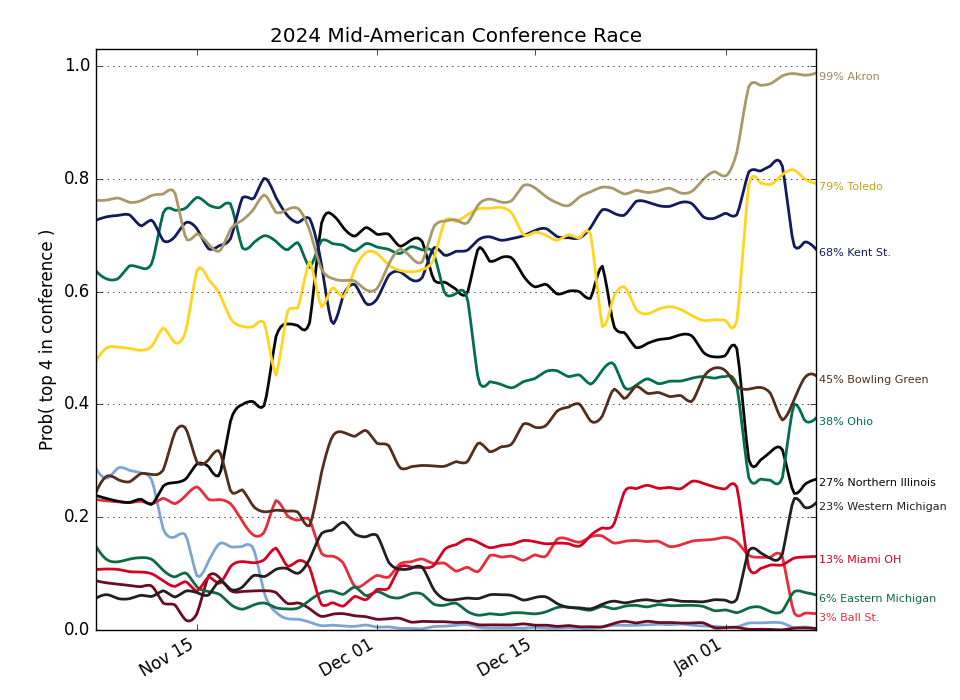 2024 Mid-American Conference Race
Prob( top 4 in conference )
1.0
0.8
0.6
0.4
0.2
0.0
Nov 15
Dec 01
Dec 15
Jan 01
99% Akron
79% Toledo
68% Kent St.
45% Bowling Green
38% Ohio
27% Northern Illinois
23% Western Michigan
13% Miami OH
6% Eastern Michigan
3% Ball St.